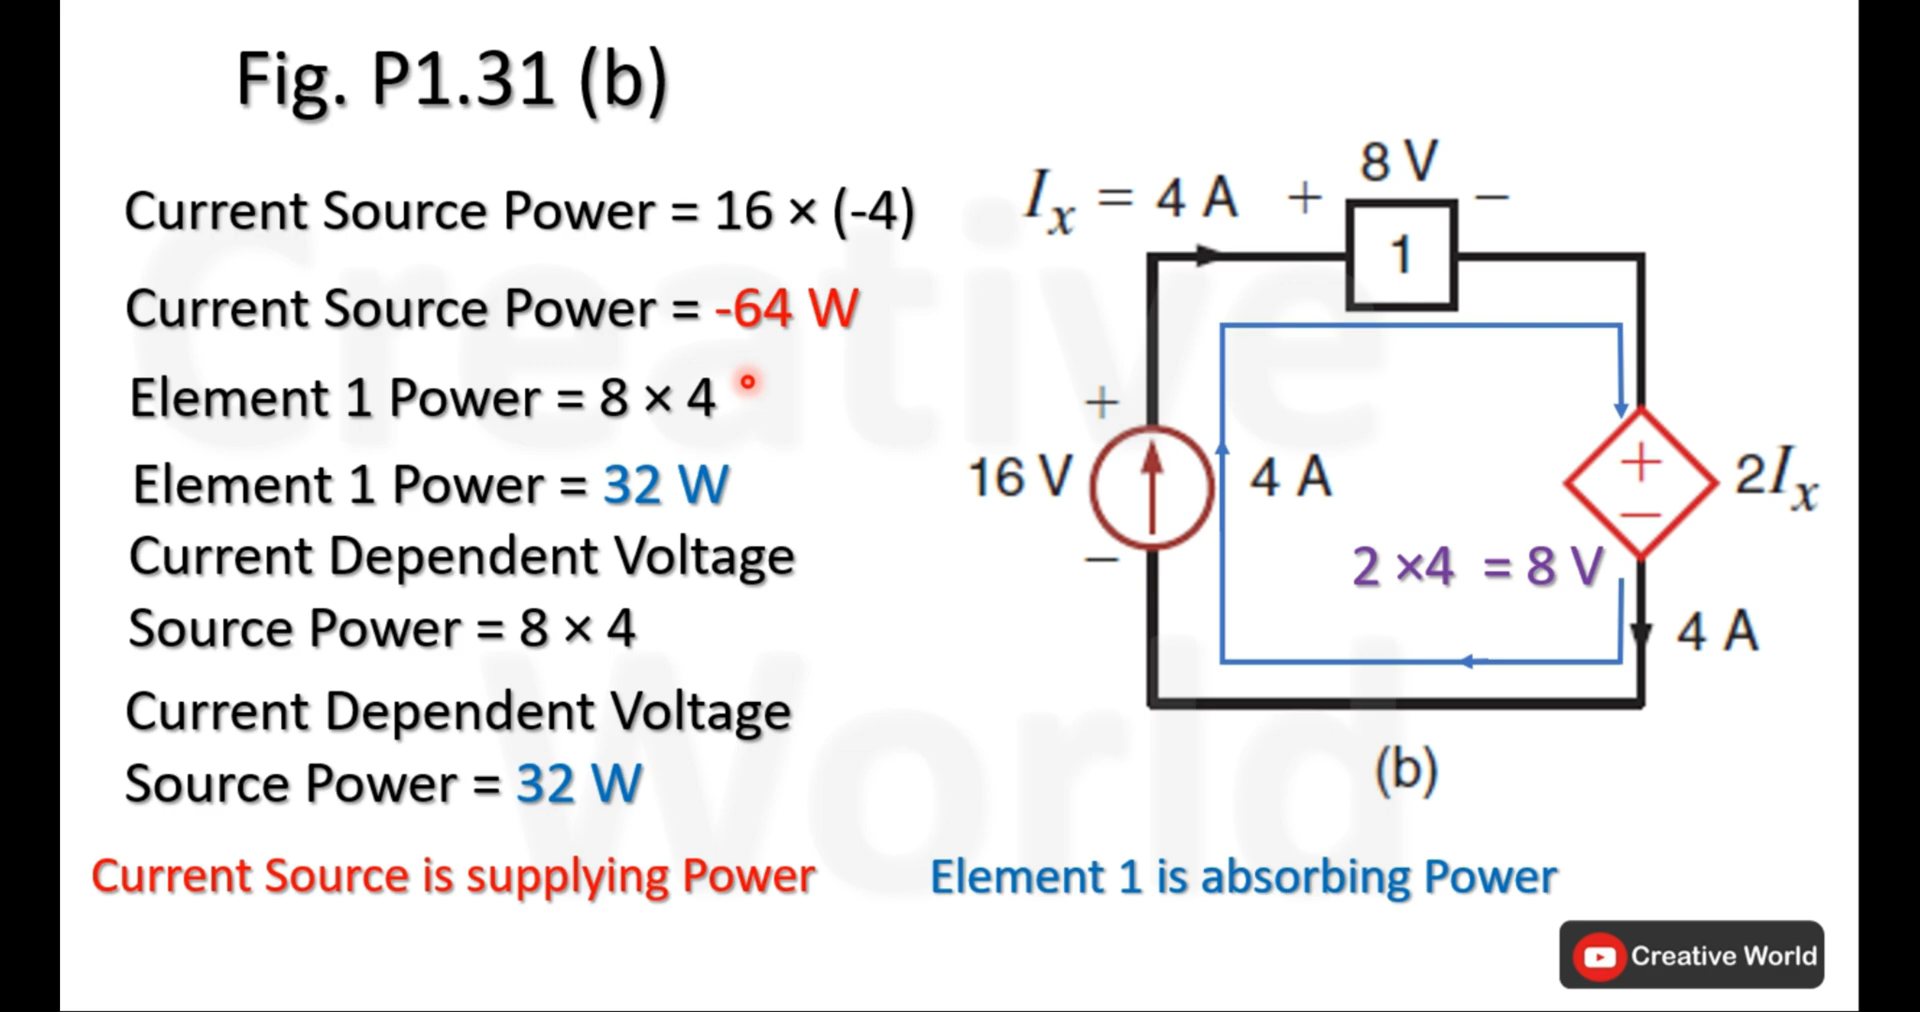 Fig. P1.31 (b)
Current Source Power = 16 × (-4)
Current Source Power = -64 W
Element 1 Power = 8 × 4
Element 1 Power = 32 W
Current Dependent Voltage
Source Power = 8 × 4
Current Dependent Voltage
Source Power = 32 W
Current Source is supplying Power
8 V
Iₓ = 4 A + −
1
+
16 V 4 A + 2Iₓ
−
2 ×4 = 8 V
−
4 A
(b)
Element 1 is absorbing Power
Creative World
Creative
World